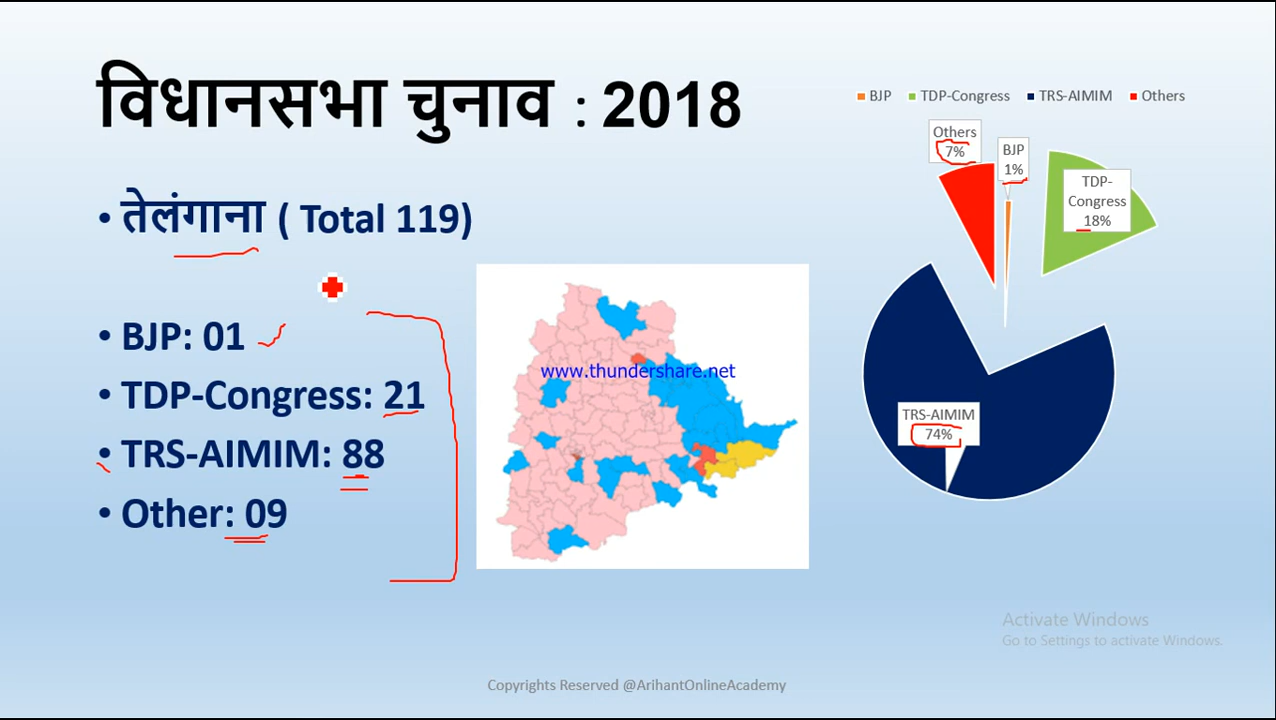 विधानसभा चुनाव : 2018
• तेलंगाना ( Total 119)
• BJP: 01
• TDP-Congress: 21
• TRS-AIMIM: 88
• Other: 09
www.thundershare.net
BJP TDP-Congress TRS-AIMIM Others
Others
7%
BJP
1%
TDP-
Congress
18%
TRS-AIMIM
74%
Activate Windows
Go to Settings to activate Windows.
Copyrights Reserved @ArihantOnlineAcademy